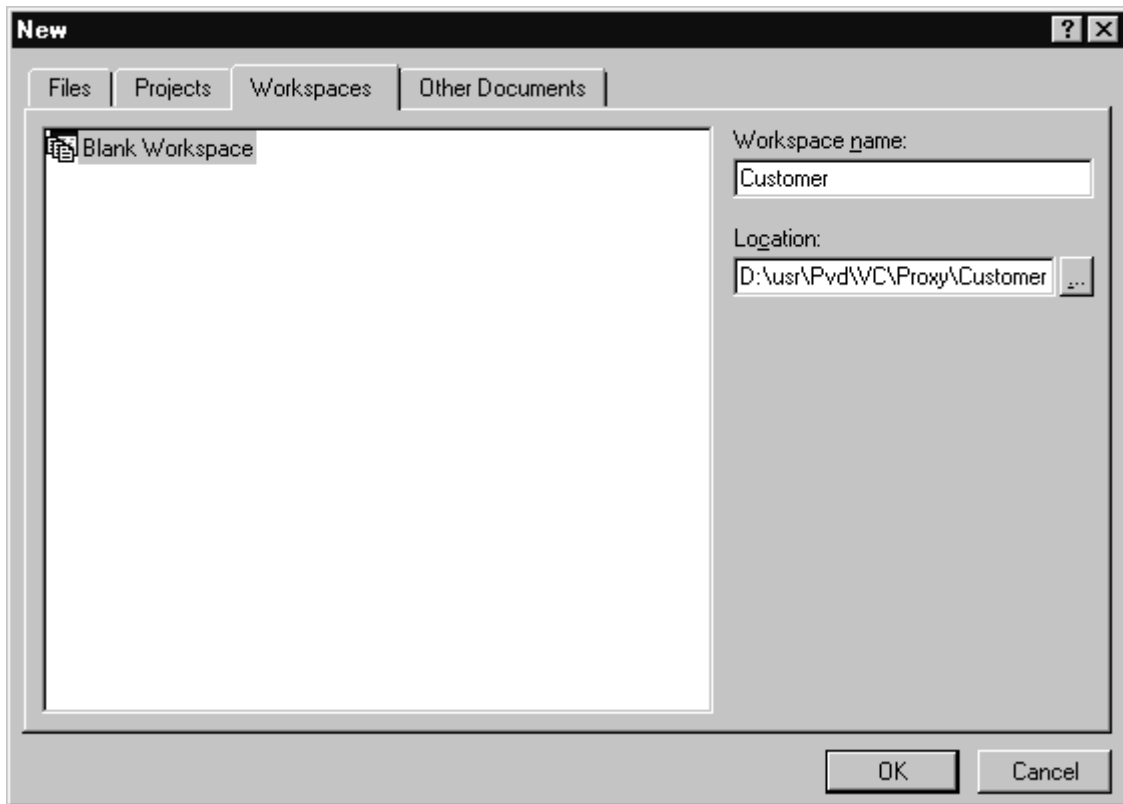 New
Files Projects Workspaces Other Documents
Blank Workspace
Workspace name:
Customer
Location:
D:\usr\Pvd\VC\Proxy\Customer ...
OK Cancel